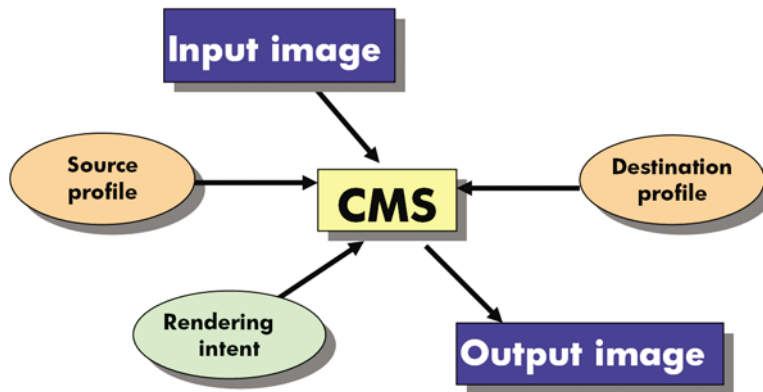 Input image
Source
profile
CMS
Destination
profile
Rendering
intent
Output image